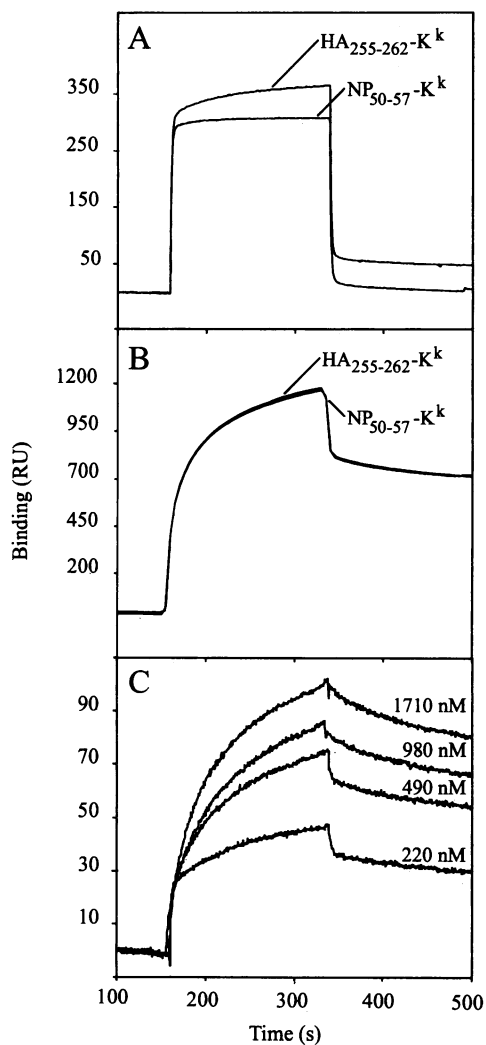 A
HA255-262-Kk
NP50-57-Kk
350
250
150
50
B
HA255-262-Kk
NP50-57-Kk
1200
950
700
450
200
Binding (RU)
C
90
70
50
30
10
1710 nM
980 nM
490 nM
220 nM
100 200 300 400 500
Time (s)